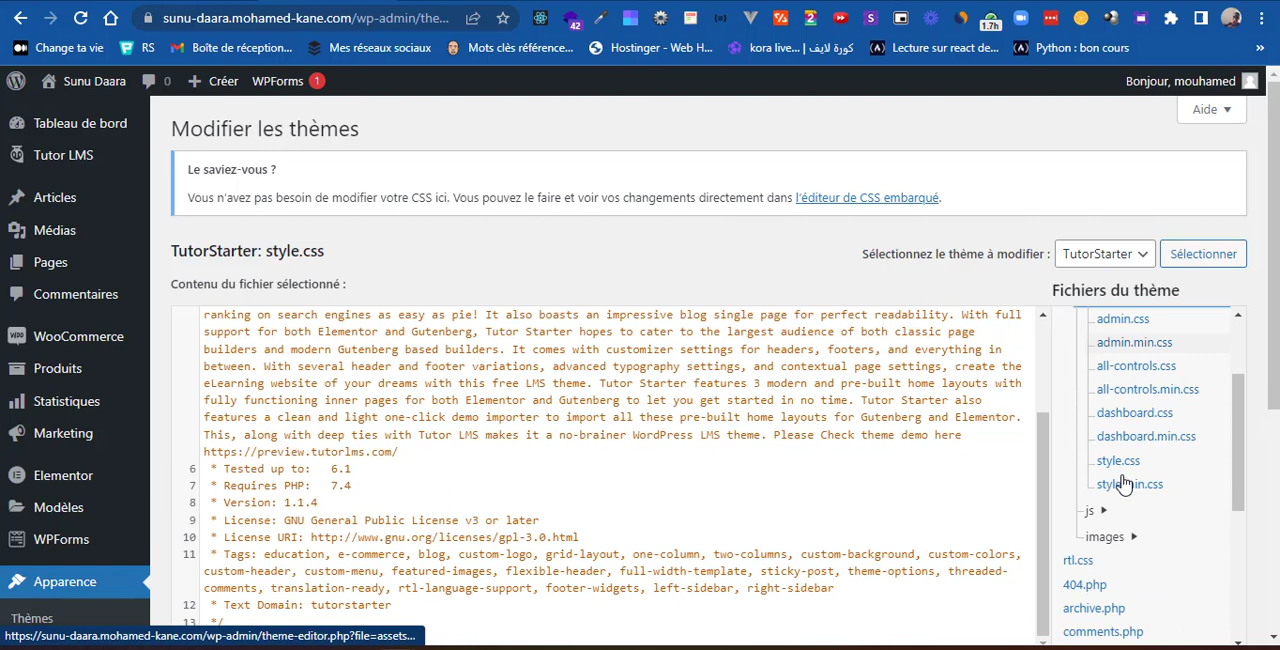 sunu-daara.mohamed-kane.com/wp-admin/the...
42
2
S
1.7h
Change ta vie
RS
Boîte de réception...
Mes réseaux sociaux
Mots clés référence...
Hostinger - Web H...
kora live... كورة لايف
Lecture sur react de...
Python : bon cours
»
Sunu Daara
0
Créer
WPForms 1
Bonjour, mouhamed
Tableau de bord
Tutor LMS
Articles
Médias
Pages
Commentaires
WooCommerce
Produits
Statistiques
Marketing
Elementor
Modèles
WPForms
Apparence
Thèmes
Aide
Modifier les thèmes
Le saviez-vous ?
Vous n'avez pas besoin de modifier votre CSS ici. Vous pouvez le faire et voir vos changements directement dans l'éditeur de CSS embarqué.
TutorStarter: style.css
Sélectionnez le thème à modifier : TutorStarter Sélectionner
Contenu du fichier sélectionné :
ranking on search engines as easy as pie! It also boasts an impressive blog single page for perfect readability. With full
support for both Elementor and Gutenberg, Tutor Starter hopes to cater to the largest audience of both classic page
builders and modern Gutenberg based builders. It comes with customizer settings for headers, footers, and everything in
between. With several header and footer variations, advanced typography settings, and contextual page settings, create the
eLearning website of your dreams with this free LMS theme. Tutor Starter features 3 modern and pre-built home layouts with
fully functioning inner pages for both Elementor and Gutenberg to let you get started in no time. Tutor Starter also
features a clean and light one-click demo importer to import all these pre-built home layouts for Gutenberg and Elementor.
This, along with deep ties with Tutor LMS makes it a no-brainer WordPress LMS theme. Please Check theme demo here
https://preview.tutorlms.com/
6 * Tested up to: 6.1
7 * Requires PHP: 7.4
8 * Version: 1.1.4
9 * License: GNU General Public License v3 or later
10 * License URI: http://www.gnu.org/licenses/gpl-3.0.html
11 * Tags: education, e-commerce, blog, custom-logo, grid-layout, one-column, two-columns, custom-background, custom-colors,
custom-header, custom-menu, featured-images, flexible-header, full-width-template, sticky-post, theme-options, threaded-
comments, translation-ready, rtl-language-support, footer-widgets, left-sidebar, right-sidebar
12 * Text Domain: tutorstarter
13 */
Fichiers du thème
admin.css
admin.min.css
all-controls.css
all-controls.min.css
dashboard.css
dashboard.min.css
style.css
style.min.css
js
images
rtl.css
404.php
archive.php
comments.php
https://sunu-daara.mohamed-kane.com/wp-admin/theme-editor.php?file=assets...